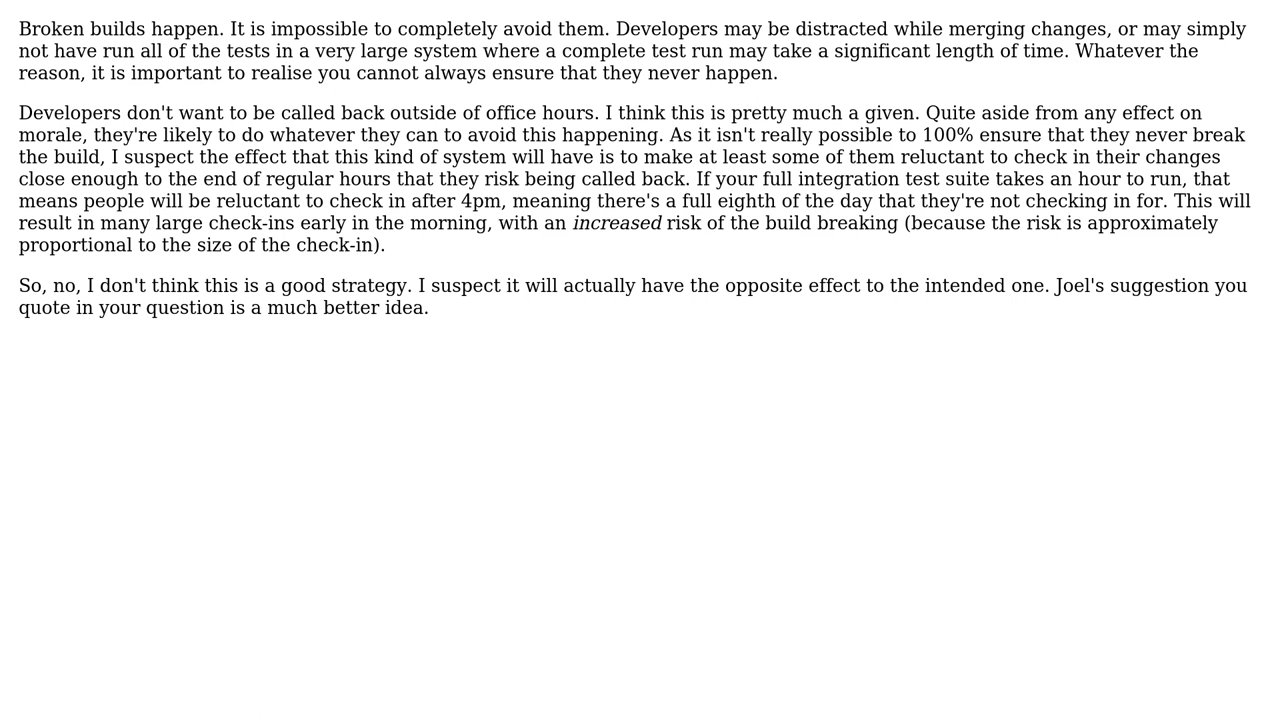 Broken builds happen. It is impossible to completely avoid them. Developers may be distracted while merging changes, or may simply
not have run all of the tests in a very large system where a complete test run may take a significant length of time. Whatever the
reason, it is important to realise you cannot always ensure that they never happen.
Developers don't want to be called back outside of office hours. I think this is pretty much a given. Quite aside from any effect on
morale, they're likely to do whatever they can to avoid this happening. As it isn't really possible to 100% ensure that they never break
the build, I suspect the effect that this kind of system will have is to make at least some of them reluctant to check in their changes
close enough to the end of regular hours that they risk being called back. If your full integration test suite takes an hour to run, that
means people will be reluctant to check in after 4pm, meaning there's a full eighth of the day that they're not checking in for. This will
result in many large check-ins early in the morning, with an increased risk of the build breaking (because the risk is approximately
proportional to the size of the check-in).
So, no, I don't think this is a good strategy. I suspect it will actually have the opposite effect to the intended one. Joel's suggestion you
quote in your question is a much better idea.